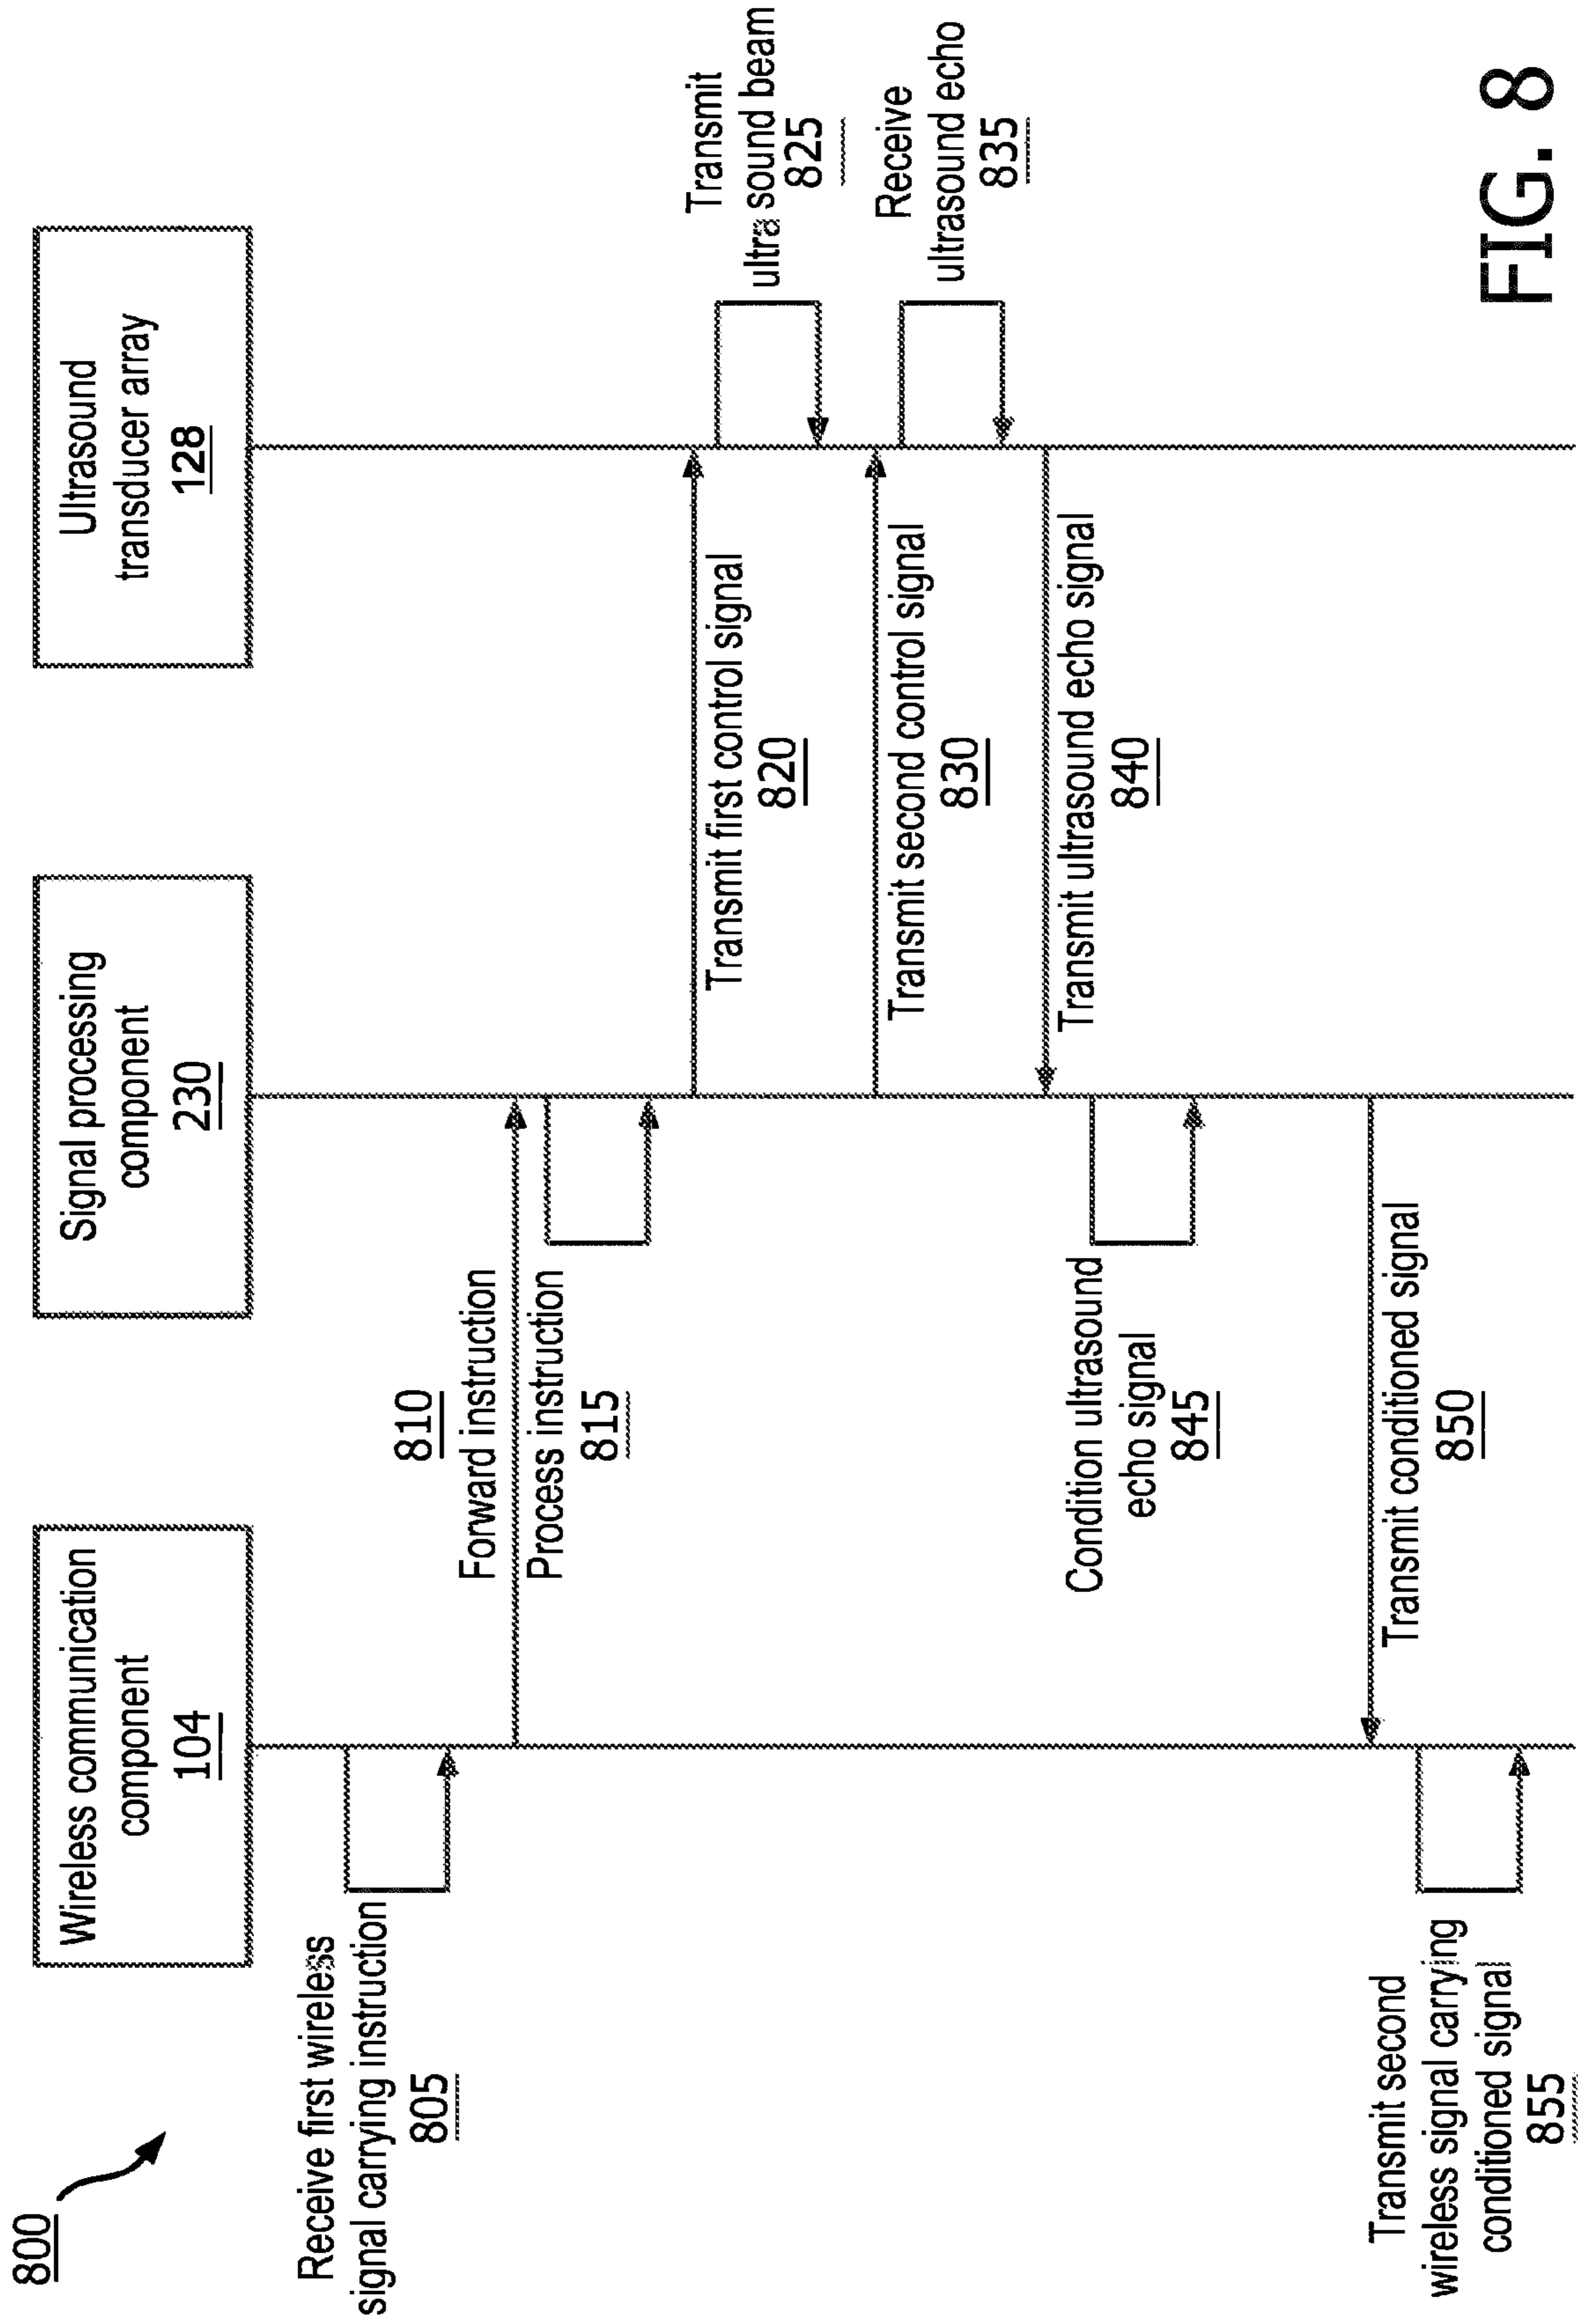 800
Wireless communication
component
104
Signal processing
component
230
Ultrasound
transducer array
128
Receive first wireless
signal carrying instruction
805
810
Forward instruction
Process instruction
815
Transmit first control signal
820
Transmit
ultra sound beam
825
Transmit second control signal
830
Receive
ultrasound echo
835
Transmit ultrasound echo signal
840
Condition ultrasound
echo signal
845
Transmit conditioned signal
850
Transmit second
wireless signal carrying
conditioned signal
855
FIG. 8